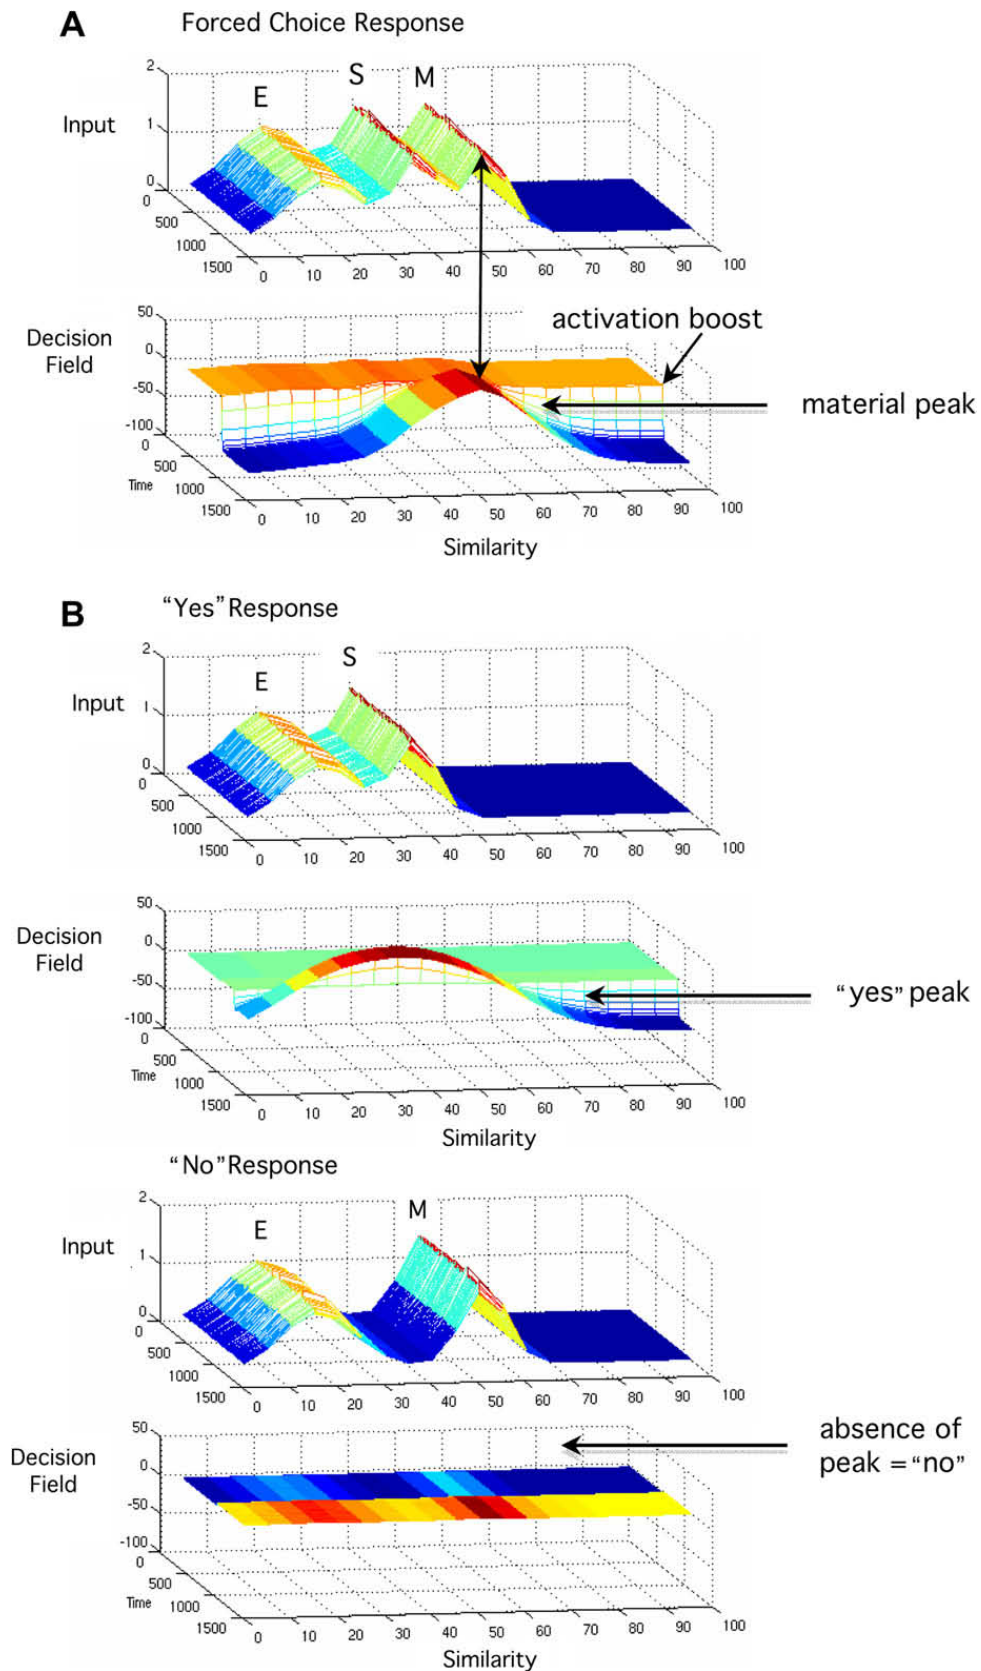 A
Forced Choice Response
E
S
M
Input
2
1
0
0
500
1000
1500
0 10 20 30 40 50 60 70 80 90 100
Decision
Field
50
0
-50
-100
0
500
Time
1000
1500
0 10 20 30 40 50 60 70 80 90 100
Similarity
activation boost
material peak
B
“Yes” Response
E
S
Input
2
1
0
0
500
1000
1500
0 10 20 30 40 50 60 70 80 90 100
Decision
Field
50
0
-50
-100
0
500
Time
1000
1500
0 10 20 30 40 50 60 70 80 90 100
Similarity
“yes” peak
“No” Response
E
M
Input
2
1
0
0
500
1000
1500
0 10 20 30 40 50 60 70 80 90 100
Decision
Field
50
0
-50
-100
0
500
Time
1000
1500
0 10 20 30 40 50 60 70 80 90 100
Similarity
absence of
peak = “no”